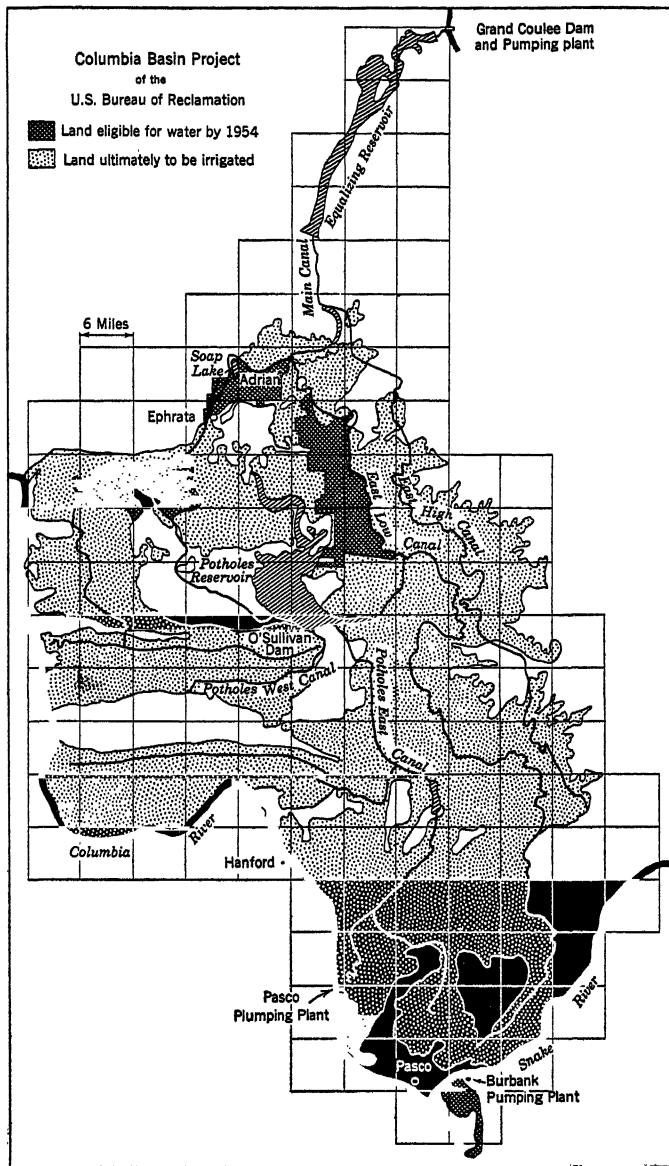 Grand Coulee Dam
and Pumping plant
Columbia Basin Project
of the
U.S. Bureau of Reclamation
Land eligible for water by 1954
Land ultimately to be irrigated
Equalizing Reservoir
Main Canal
6 Miles
Soap
Lake
Adrian
Ephrata
East
Low
Canal
East
High
Canal
Potholes
Reservoir
O'Sullivan
Dam
Potholes West Canal
Potholes East
Canal
Columbia
River
Hanford
Pasco
Plumping Plant
River
Snake
Pasco
Burbank
Pumping Plant